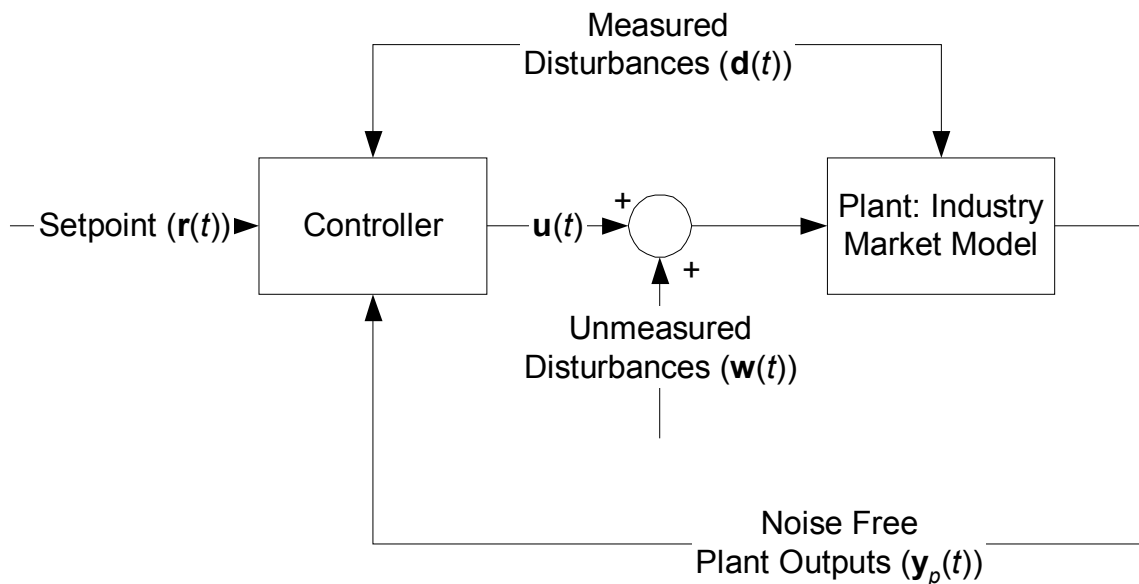 Measured
Disturbances (d(t))
Setpoint (r(t))
Controller
u(t)
+
+
Plant: Industry
Market Model
Unmeasured
Disturbances (w(t))
Noise Free
Plant Outputs (yp(t))